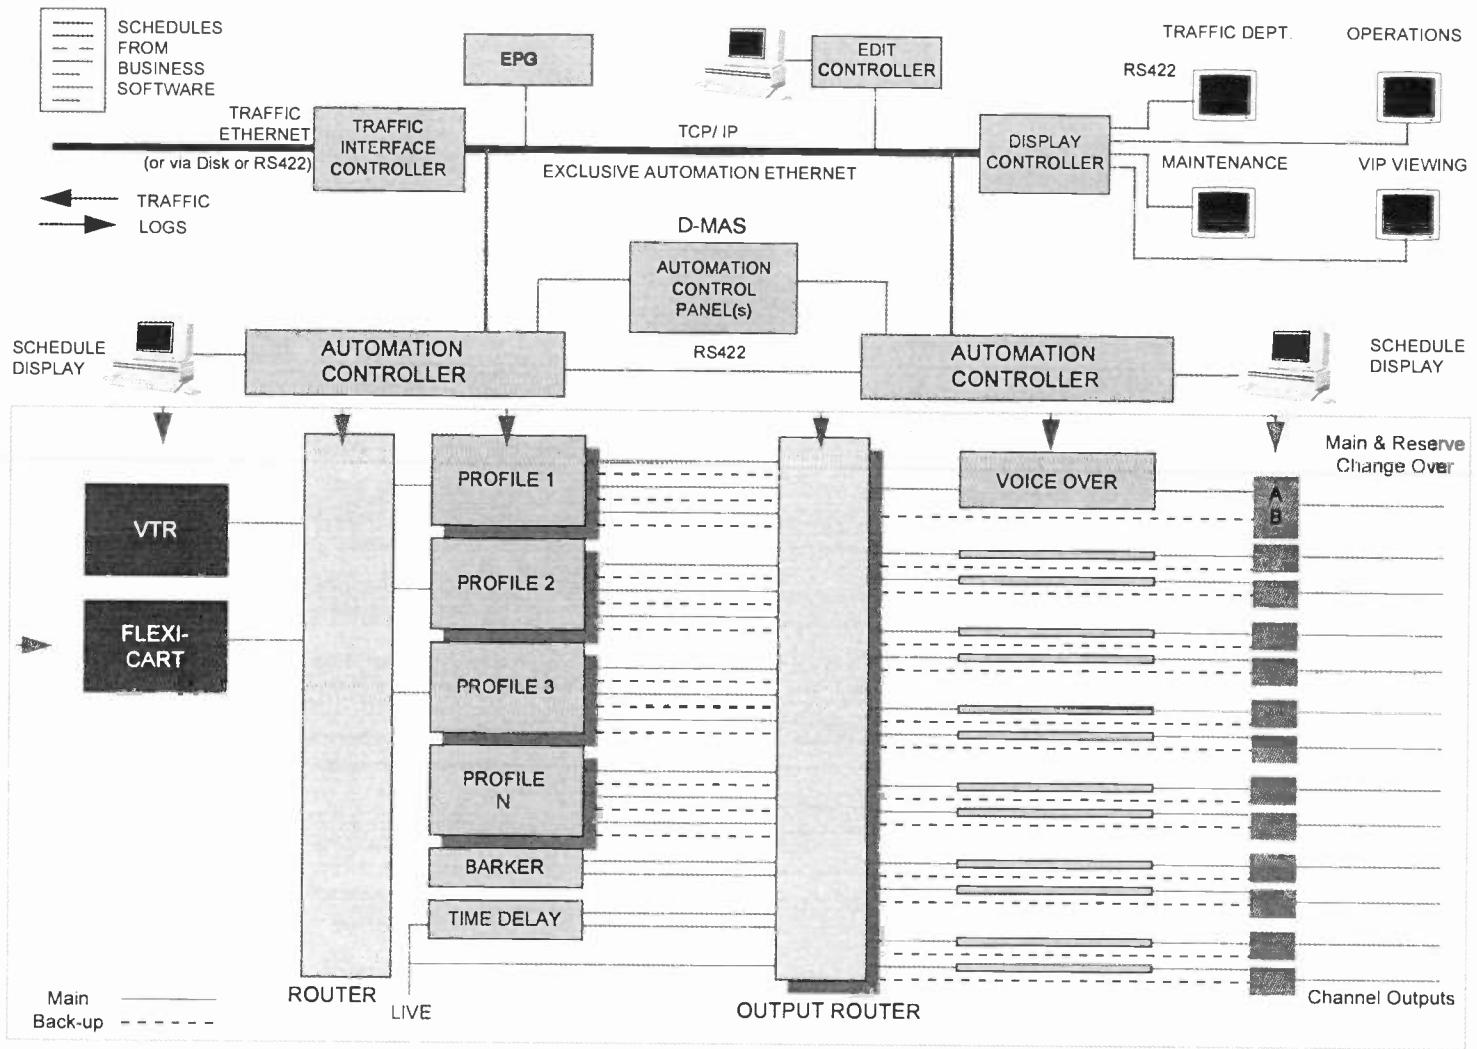 SCHEDULES
FROM
BUSINESS
SOFTWARE
EPG
EDIT
CONTROLLER
TRAFFIC DEPT.
OPERATIONS
RS422
TRAFFIC
ETHERNET
(or via Disk or RS422)
TRAFFIC
INTERFACE
CONTROLLER
TCP/ IP
EXCLUSIVE AUTOMATION ETHERNET
DISPLAY
CONTROLLER
MAINTENANCE
VIP VIEWING
TRAFFIC
LOGS
D-MAS
AUTOMATION
CONTROL
PANEL(s)
SCHEDULE
DISPLAY
AUTOMATION
CONTROLLER
RS422
AUTOMATION
CONTROLLER
SCHEDULE
DISPLAY
Main & Reserve
Change Over
VTR
FLEXI-
CART
PROFILE 1
PROFILE 2
PROFILE 3
PROFILE
N
BARKER
TIME DELAY
VOICE OVER
A
B
ROUTER
LIVE
OUTPUT ROUTER
Channel Outputs
Main
Back-up